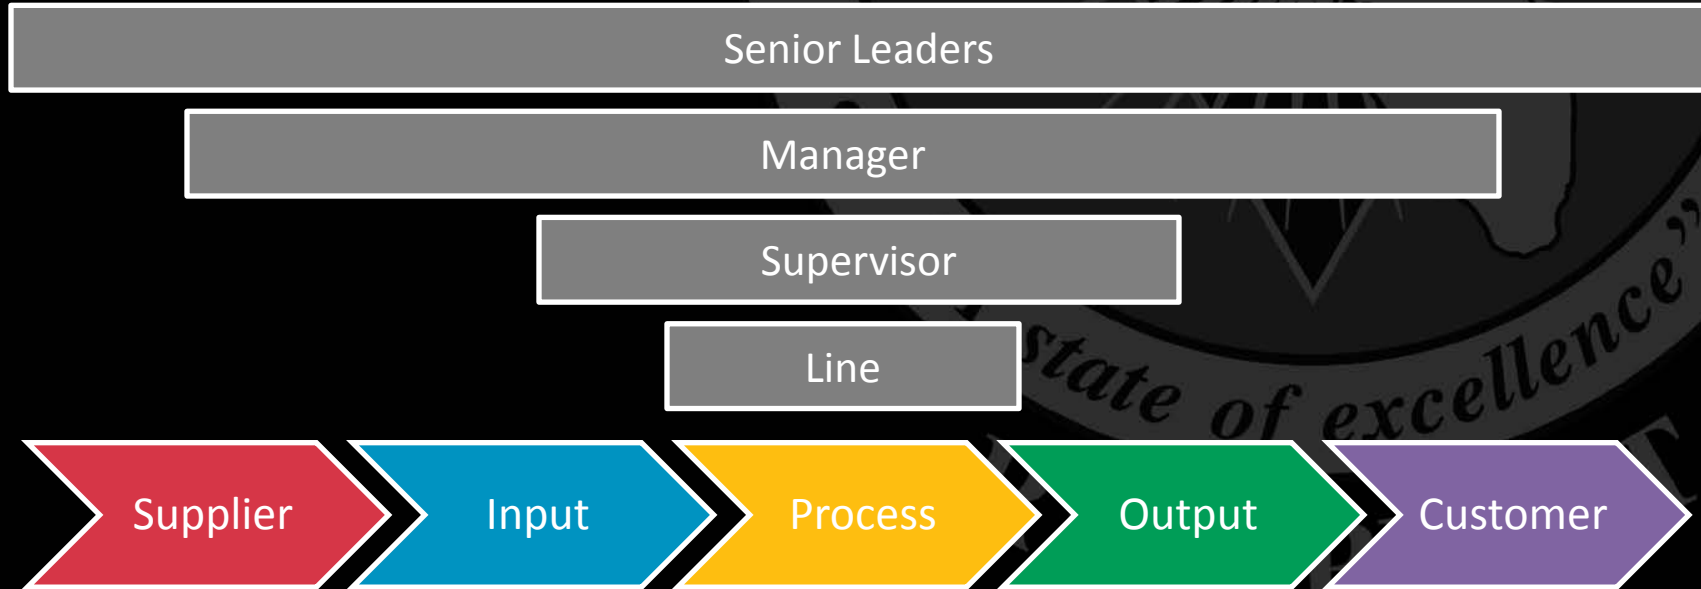 Senior Leaders
Manager
Supervisor
Line
state of excellence”
Supplier
Input
Process
Output
Customer